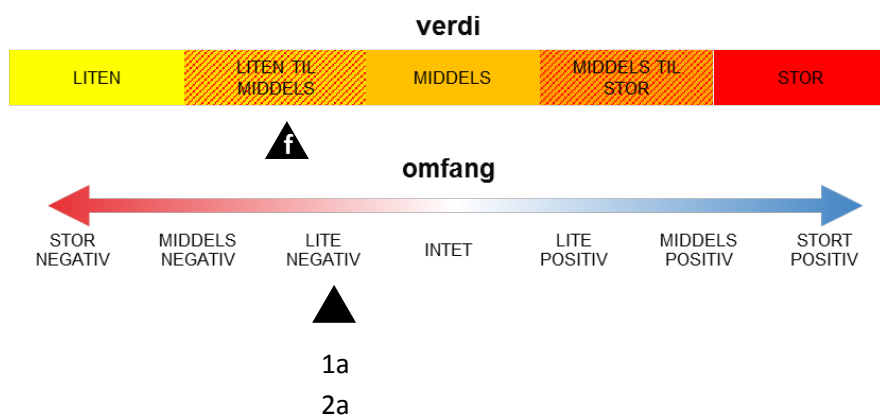 verdi
LITEN
LITEN TIL
MIDDELS
MIDDELS
MIDDELS TIL
STOR
STOR
f
omfang
STOR
NEGATIV
MIDDELS
NEGATIV
LITE
NEGATIV
INTET
LITE
POSITIV
MIDDELS
POSITIV
STORT
POSITIV
1a
2a